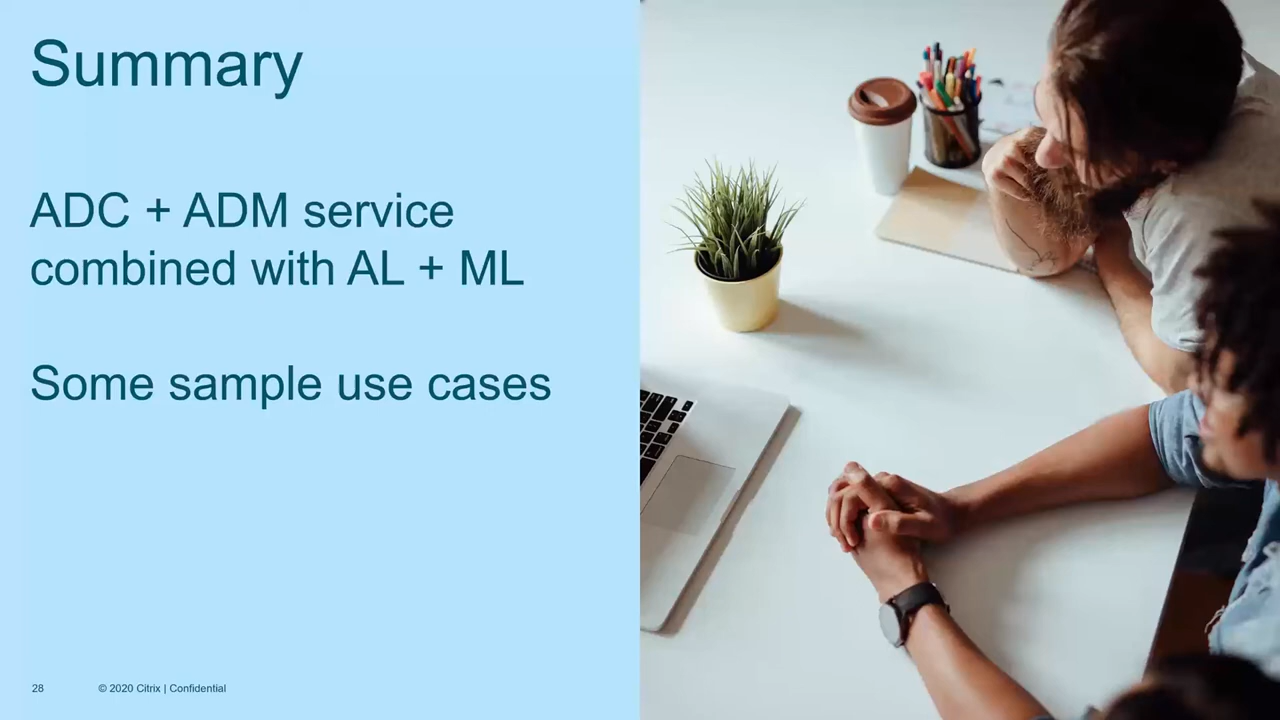 Summary
ADC + ADM service
combined with AL + ML
Some sample use cases
28
© 2020 Citrix | Confidential